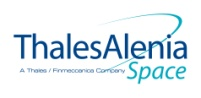 ThalesAlenia
A Thales / Finmeccanica Company Space